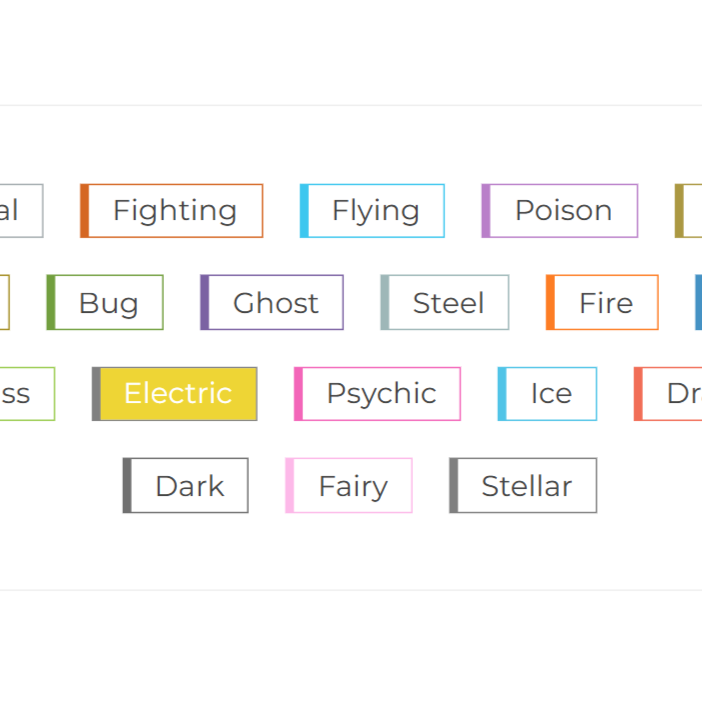 al Fighting Flying Poison
Bug Ghost Steel Fire
ss Electric Psychic Ice Dr
Dark Fairy Stellar